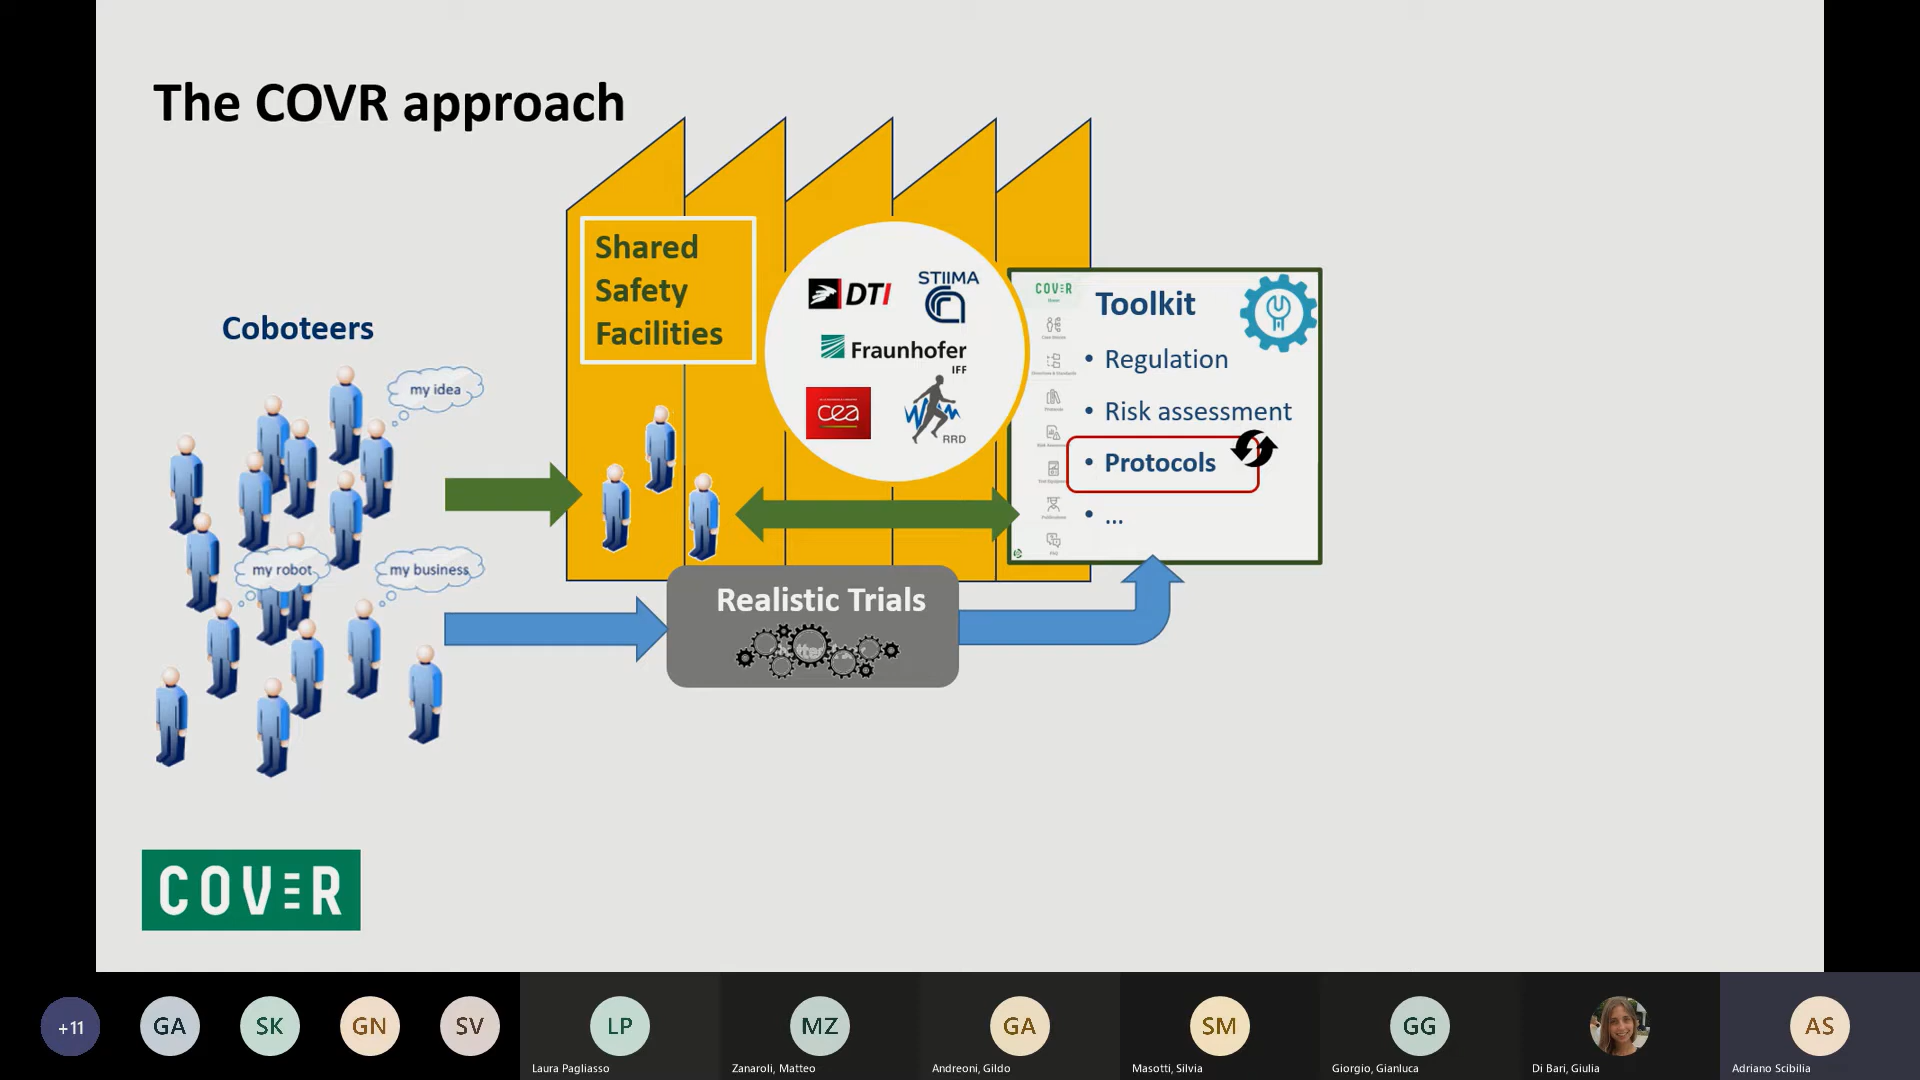 The COVR approach
Shared
Safety
Facilities
Coboteers
my idea
my robot
my business
DTI
STIIMA
Fraunhofer
IFF
cea
RRD
COVER
Toolkit
• Regulation
• Risk assessment
• Protocols
• ...
Realistic Trials
COVER
+11
GA
SK
GN
SV
LP
Laura Pagliasso
MZ
Zanaroli, Matteo
GA
Andreoni, Gildo
SM
Masotti, Silvia
GG
Giorgio, Gianluca
Di Bari, Giulia
AS
Adriano Scibilia